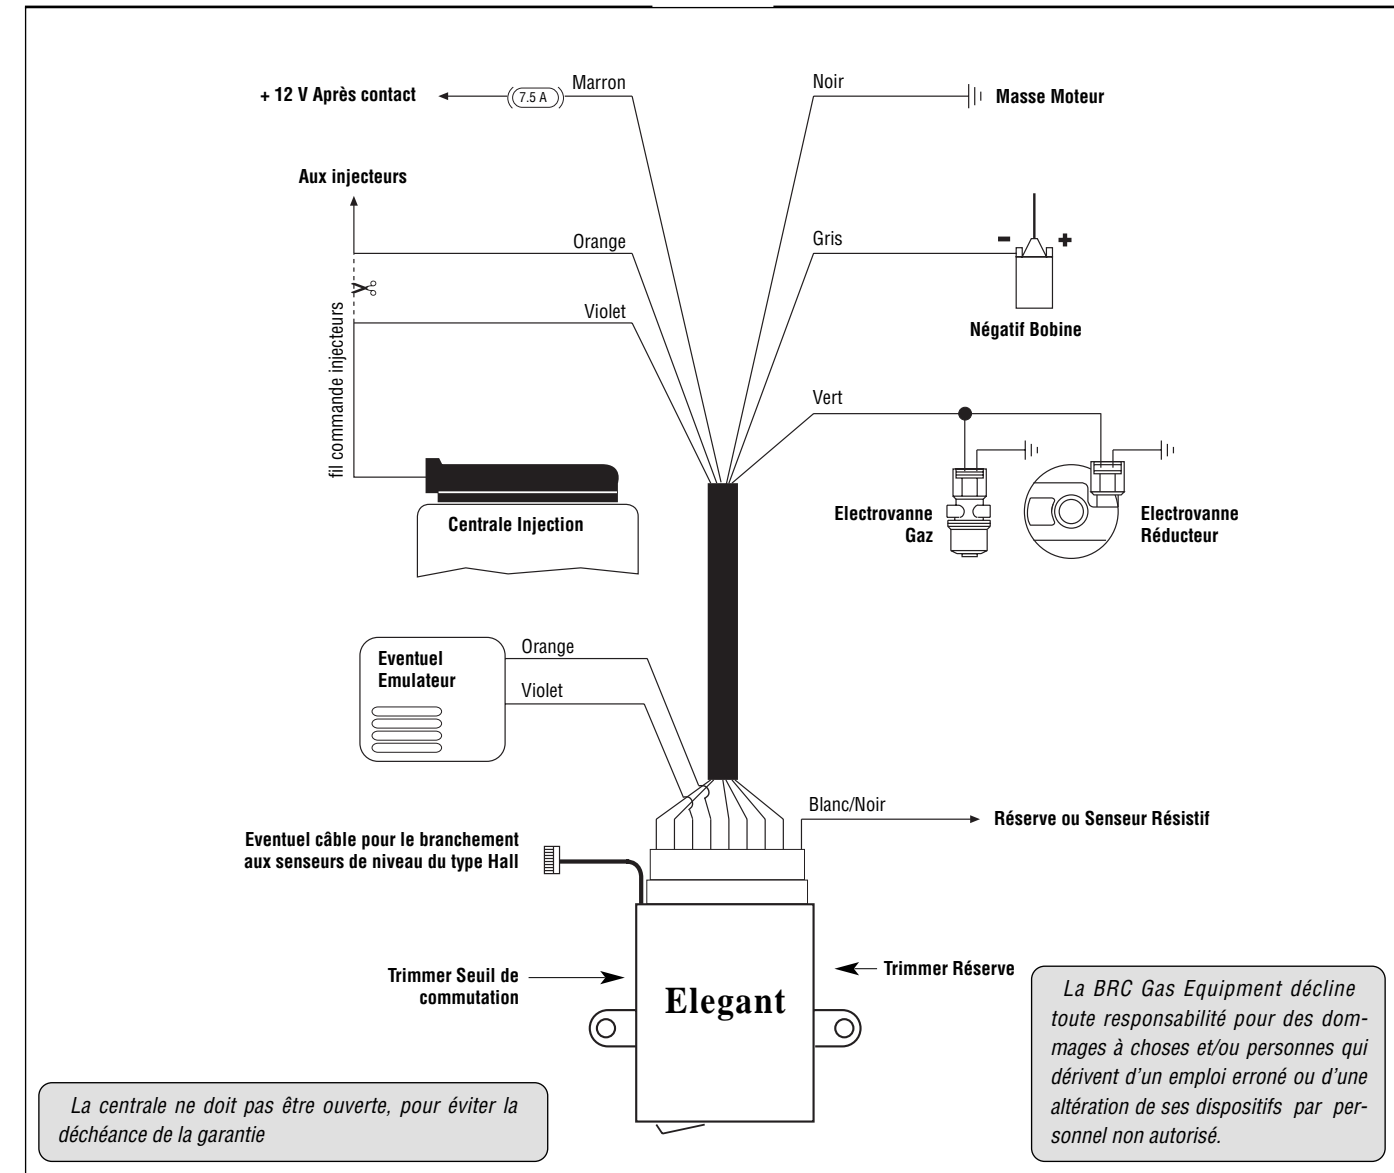 Marron
Noir
+ 12 V Après contact
7.5 A
Masse Moteur
Aux injecteurs
Orange
Gris
- +
fil commande injecteurs
Violet
Négatif Bobine
Vert
Centrale Injection
Electrovanne
Gaz
Electrovanne
Réducteur
Eventuel
Emulateur
Orange
Violet
Blanc/Noir
Réserve ou Senseur Résistif
Eventuel câble pour le branchement
aux senseurs de niveau du type Hall
Trimmer Seuil de
commutation
Trimmer Réserve
Elegant
La BRC Gas Equipment décline
toute responsabilité pour des dom-
mages à choses et/ou personnes qui
dérivent d'un emploi erroné ou d'une
altération de ses dispositifs par per-
sonnel non autorisé.
La centrale ne doit pas être ouverte, pour éviter la
déchéance de la garantie